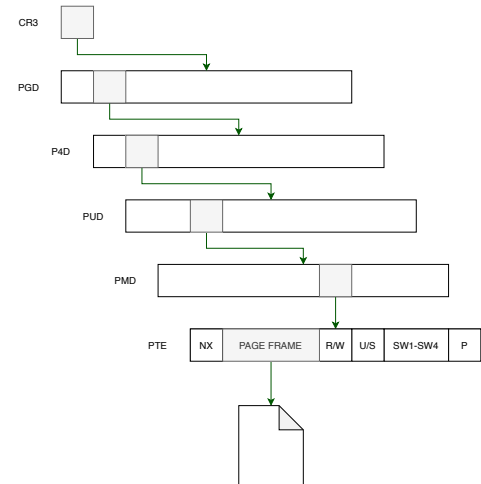 CR3
PGD
P4D
PUD
PMD
PTE NX PAGE FRAME R/W U/S SW1-SW4 P